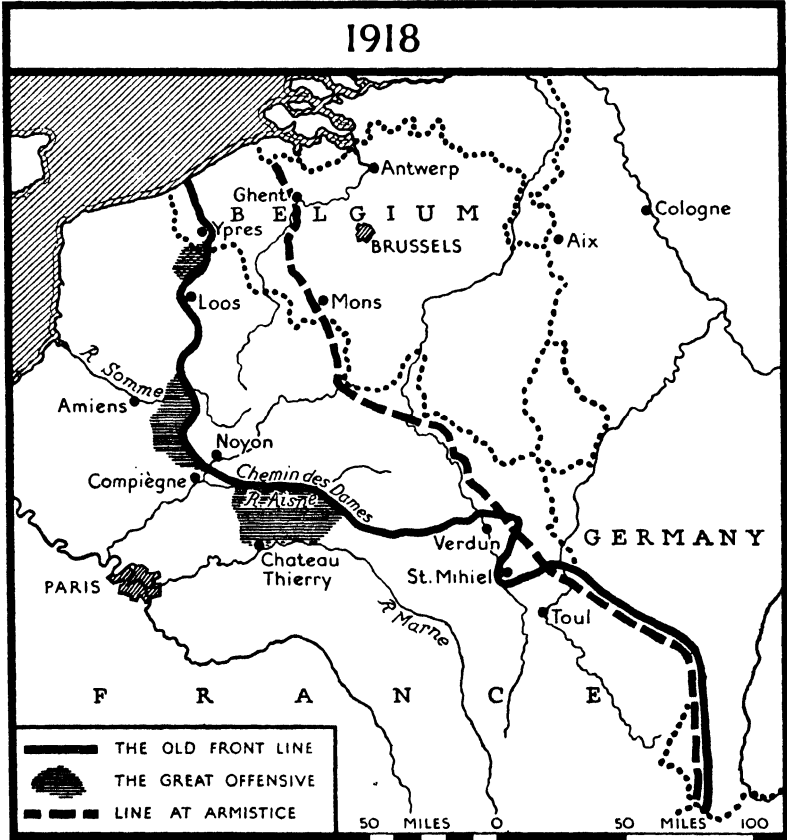 1918
Antwerp
Ghent
BELGIUM
Cologne
Ypres
Aix
BRUSSELS
Loos
Mons
R. Somme
Amiens
Noyon
Chemin des Dames
Compiègne
R. Aisne
Verdun
GERMANY
Chateau
Thierry
St. Mihiel
PARIS
R. Marne
Toul
FRANCE
THE OLD FRONT LINE
THE GREAT OFFENSIVE
LINE AT ARMISTICE
50 MILES 0 50 MILES 100